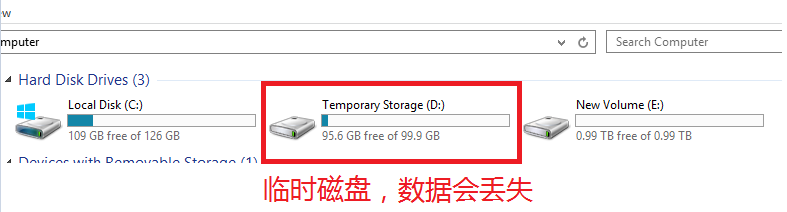 ew
mputer
Search Computer
Hard Disk Drives (3)
Local Disk (C:)
109 GB free of 126 GB
Temporary Storage (D:)
95.6 GB free of 99.9 GB
New Volume (E:)
0.99 TB free of 0.99 TB
Devices with Removable Storage (1)
临时磁盘，数据会丢失